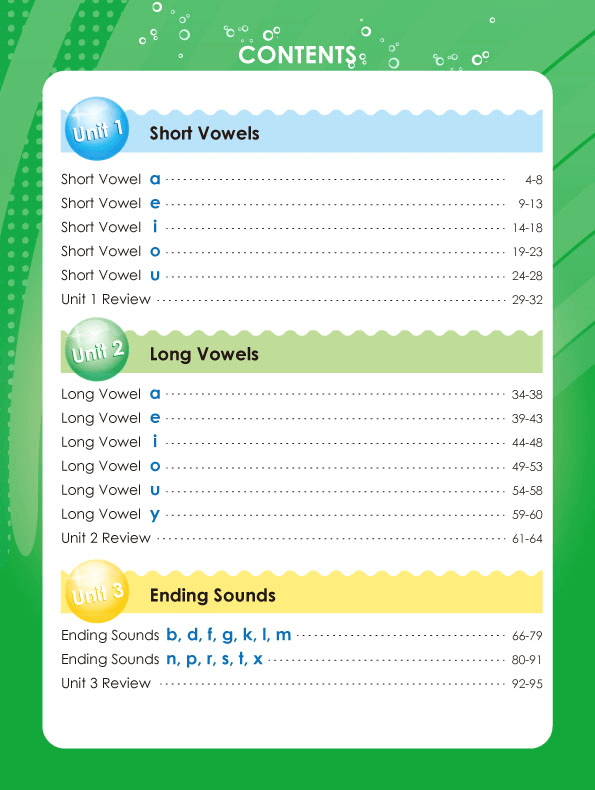 CONTENTS
Unit 1 Short Vowels
Short Vowel a 4-8
Short Vowel e 9-13
Short Vowel i 14-18
Short Vowel o 19-23
Short Vowel u 24-28
Unit 1 Review 29-32
Unit 2 Long Vowels
Long Vowel a 34-38
Long Vowel e 39-43
Long Vowel i 44-48
Long Vowel o 49-53
Long Vowel u 54-58
Long Vowel y 59-60
Unit 2 Review 61-64
Unit 3 Ending Sounds
Ending Sounds b, d, f, g, k, l, m 66-79
Ending Sounds n, p, r, s, t, x 80-91
Unit 3 Review 92-95